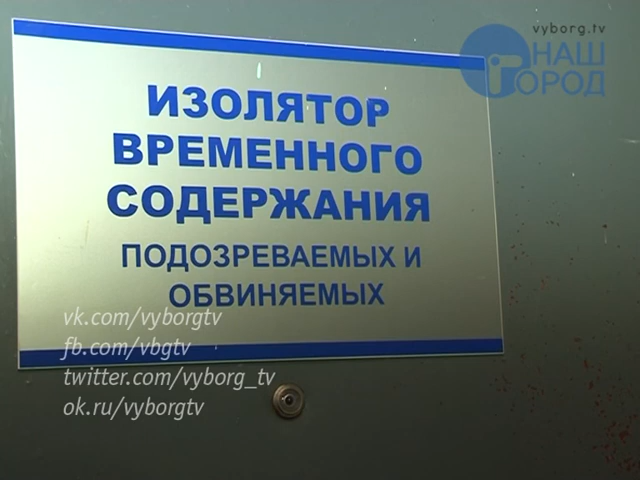 vyborg.tv
НАШ
ГОРОД
ИЗОЛЯТОР
ВРЕМЕННОГО
СОДЕРЖАНИЯ
ПОДОЗРЕВАЕМЫХ И
ОБВИНЯЕМЫХ
vk.com/vyborgtv
fb.com/vbgtv
twitter.com/vyborg_tv
ok.ru/vyborgtv